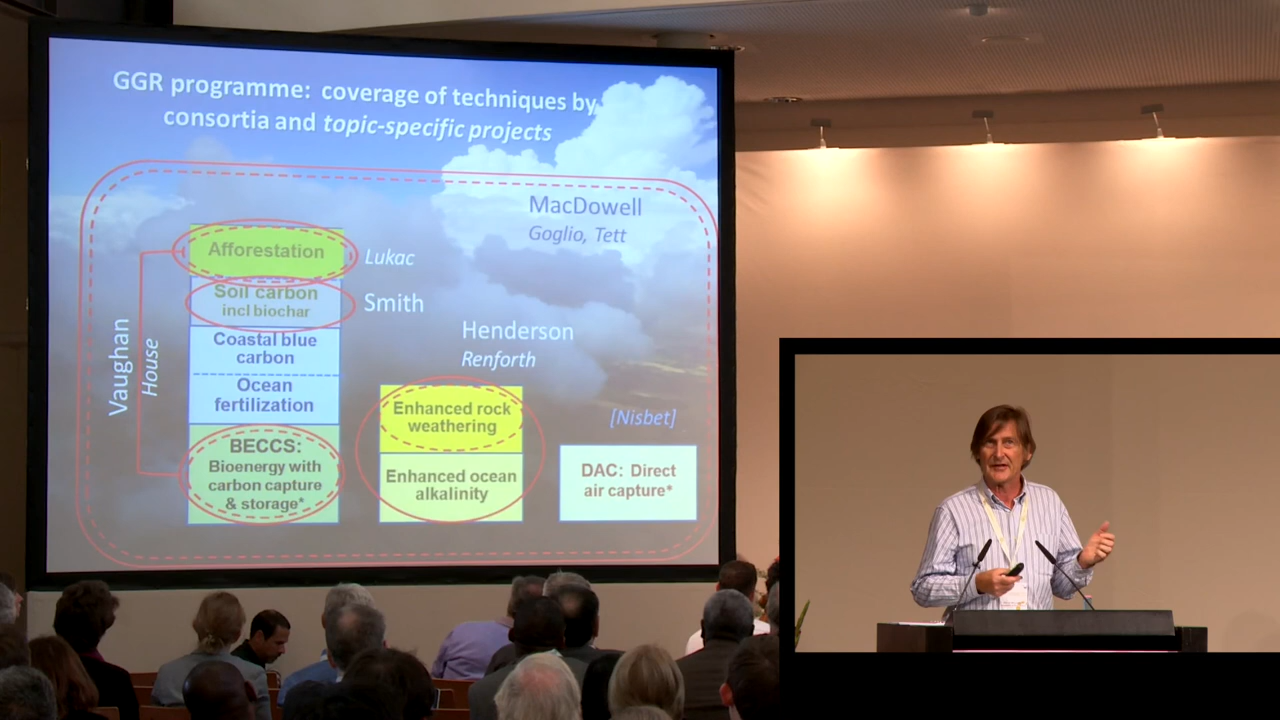 GGR programme: coverage of techniques by
consortia and topic-specific projects
MacDowell
Goglio, Tett
Afforestation
Lukac
Soil carbon
incl biochar
Smith
Vaughan
House
Coastal blue
carbon
Henderson
Renforth
Ocean
fertilization
Enhanced rock
weathering
[Nisbet]
BECCS:
Bioenergy with
carbon capture
& storage*
Enhanced ocean
alkalinity
DAC: Direct
air capture*